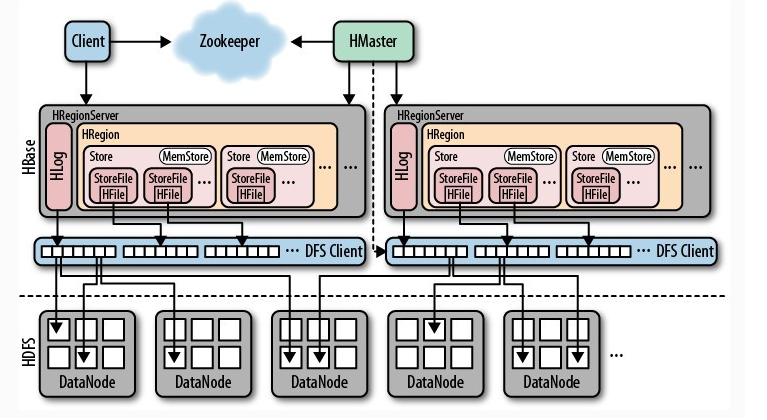 Client
Zookeeper
HMaster
HBase
HRegionServer
HLog
HRegion
Store
MemStore
StoreFile
HFile
StoreFile
HFile
...
Store
MemStore
StoreFile
HFile
...
...
...
HRegionServer
HLog
HRegion
Store
MemStore
StoreFile
HFile
StoreFile
HFile
...
Store
MemStore
StoreFile
HFile
...
...
...
... DFS Client
... DFS Client
HDFS
DataNode
DataNode
DataNode
DataNode
DataNode
...